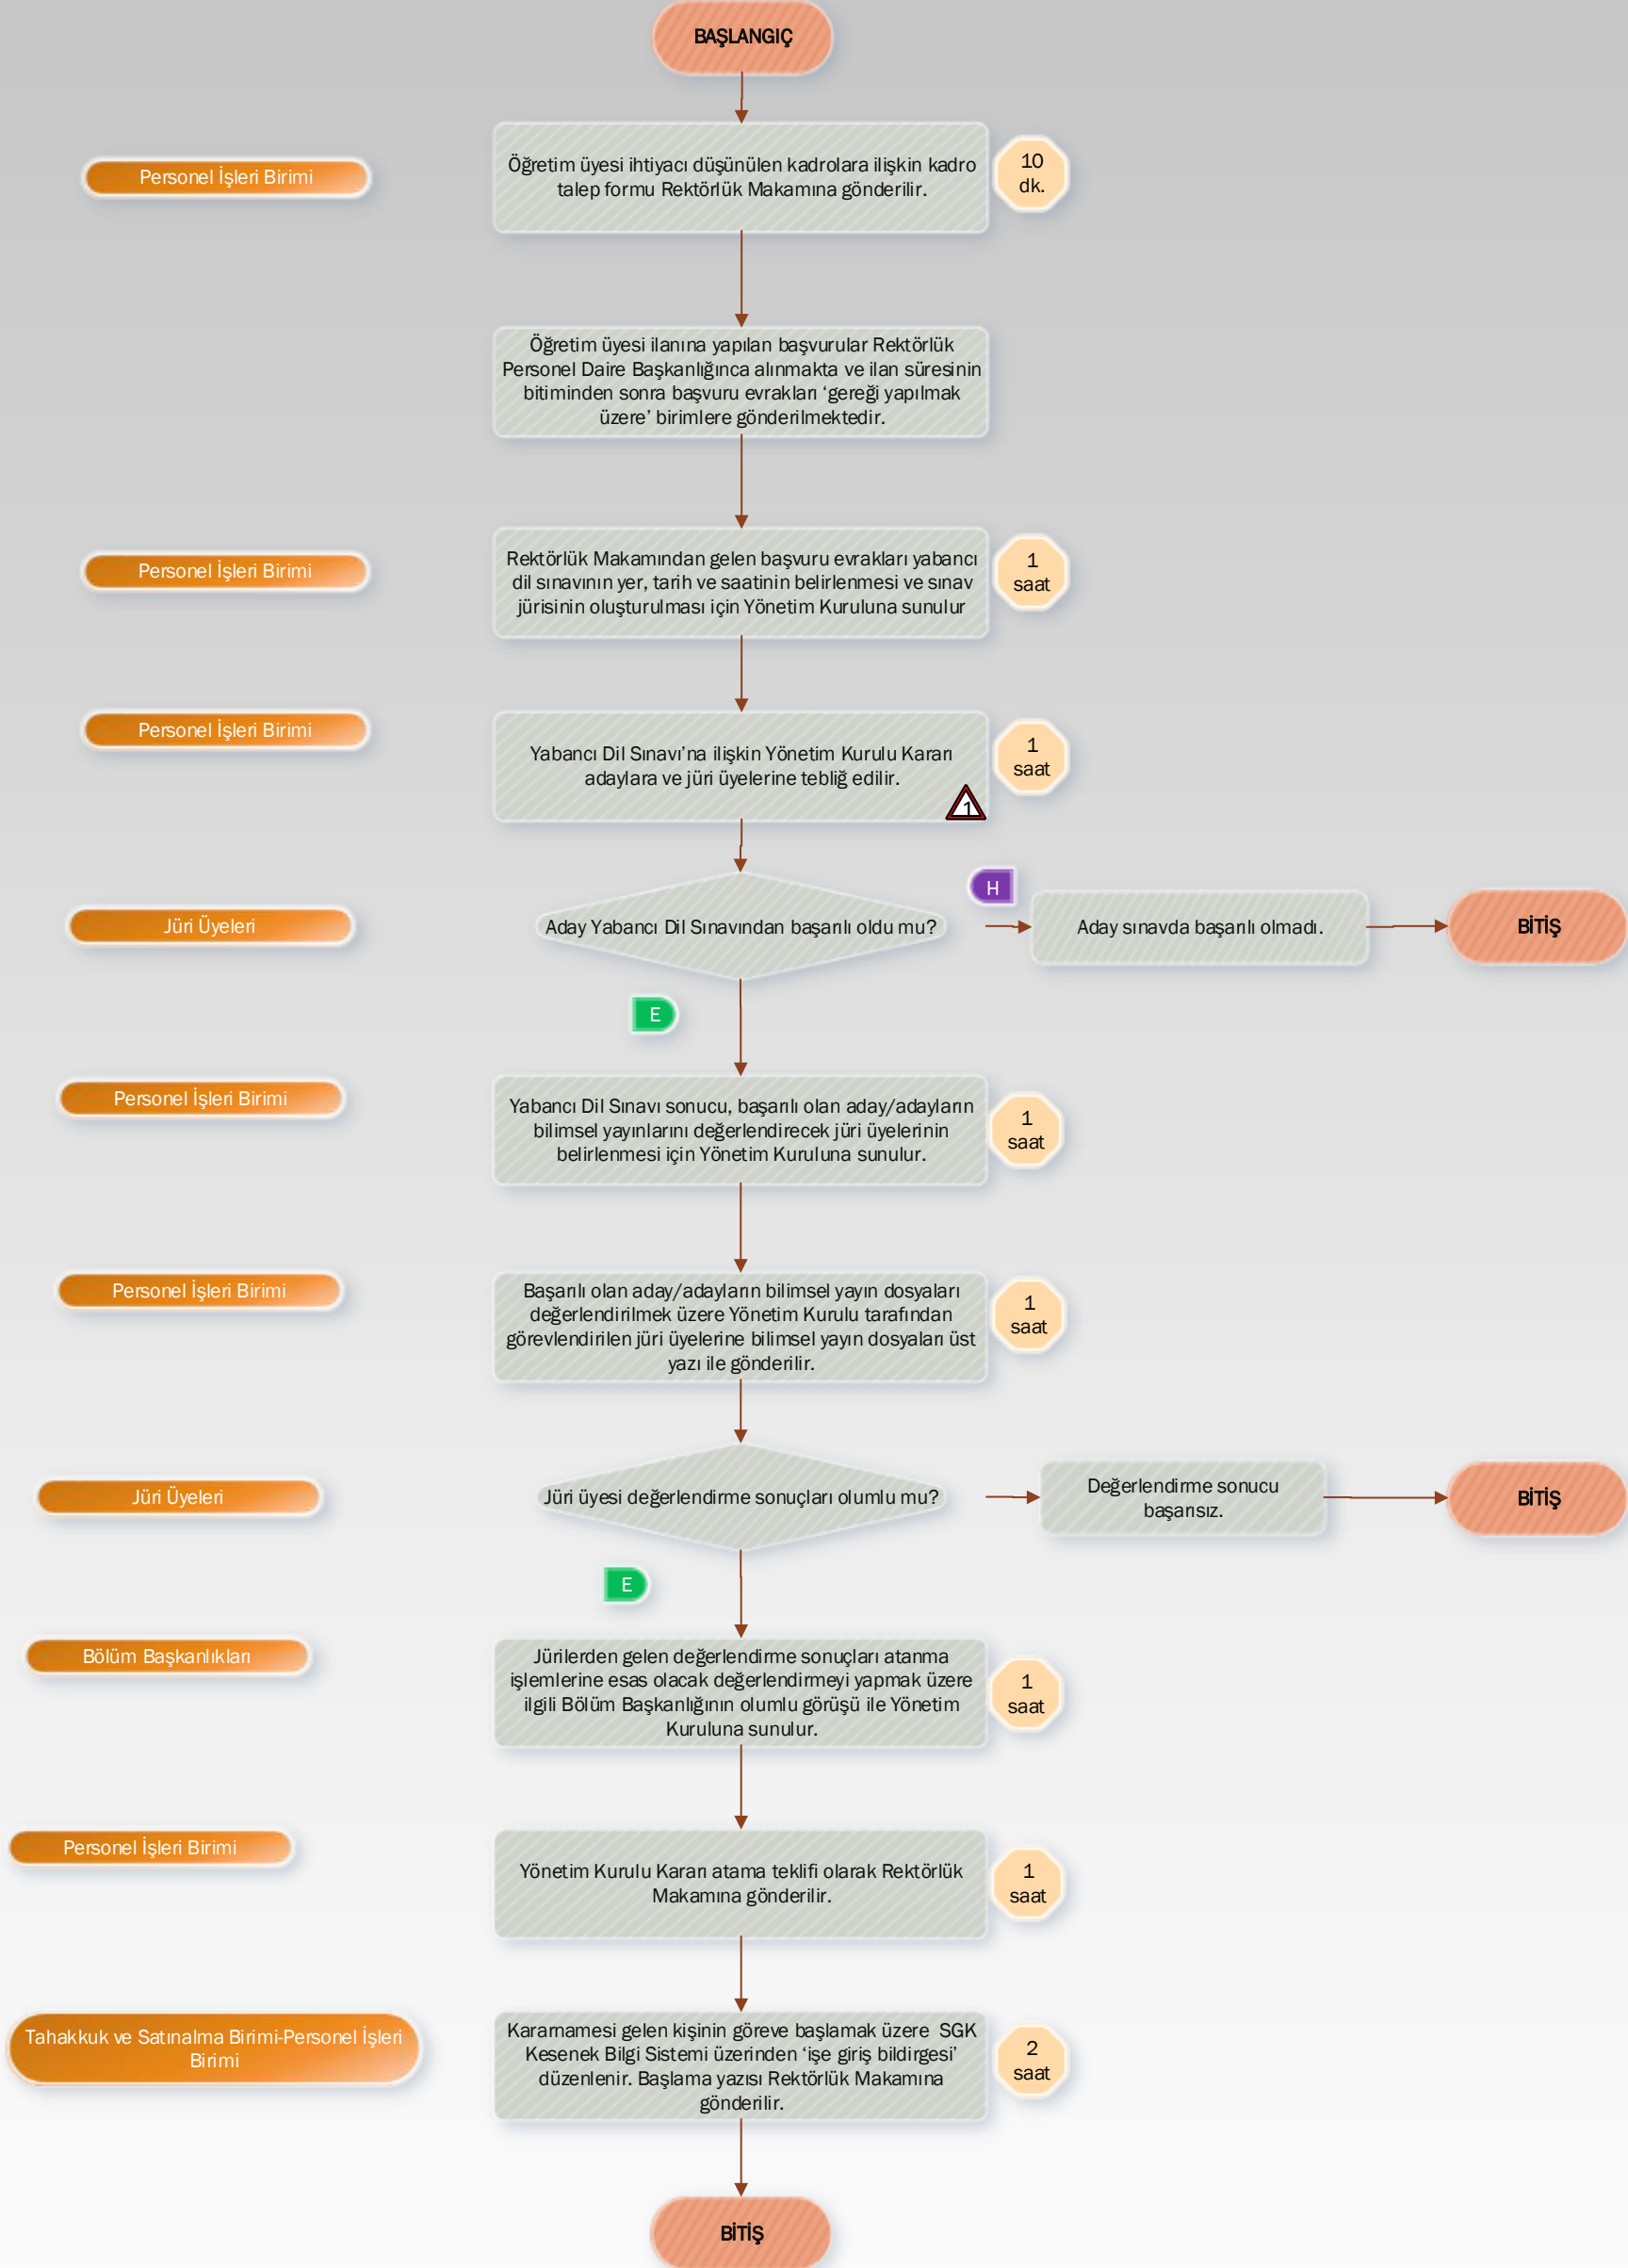 BAŞLANGIÇ
Personel İşleri Birimi
Öğretim üyesi ihtiyacı düşünülen kadrolara ilişkin kadro
talep formu Rektörlük Makamına gönderilir.
10
dk.
Öğretim üyesi ilanına yapılan başvurular Rektörlük
Personel Daire Başkanlığınca alınmakta ve ilan süresinin
bitiminden sonra başvuru evrakları ‘gereği yapılmak
üzere’ birimlere gönderilmektedir.
Personel İşleri Birimi
Rektörlük Makamından gelen başvuru evrakları yabancı
dil sınavının yer, tarih ve saatinin belirlenmesi ve sınav
jürisinin oluşturulması için Yönetim Kuruluna sunulur
1
saat
Personel İşleri Birimi
Yabancı Dil Sınavı’na ilişkin Yönetim Kurulu Kararı
adaylara ve jüri üyelerine tebliğ edilir.
1
1
saat
Jüri Üyeleri
Aday Yabancı Dil Sınavından başarılı oldu mu?
H
Aday sınavda başarılı olmadı.
BİTİŞ
E
Personel İşleri Birimi
Yabancı Dil Sınavı sonucu, başarılı olan aday/adayların
bilimsel yayınlarını değerlendirecek jüri üyelerinin
belirlenmesi için Yönetim Kuruluna sunulur.
1
saat
Personel İşleri Birimi
Başarılı olan aday/adayların bilimsel yayın dosyaları
değerlendirilmek üzere Yönetim Kurulu tarafından
görevlendirilen jüri üyelerine bilimsel yayın dosyaları üst
yazı ile gönderilir.
1
saat
Jüri Üyeleri
Jüri üyesi değerlendirme sonuçları olumlu mu?
Değerlendirme sonucu
başarısız.
BİTİŞ
E
Bölüm Başkanlıkları
Jürilerden gelen değerlendirme sonuçları atanma
işlemlerine esas olacak değerlendirmeyi yapmak üzere
ilgili Bölüm Başkanlığının olumlu görüşü ile Yönetim
Kuruluna sunulur.
1
saat
Personel İşleri Birimi
Yönetim Kurulu Kararı atama teklifi olarak Rektörlük
Makamına gönderilir.
1
saat
Tahakkuk ve Satınalma Birimi-Personel İşleri
Birimi
Kararnamesi gelen kişinin göreve başlamak üzere  SGK
Kesenek Bilgi Sistemi üzerinden ‘işe giriş bildirgesi’
düzenlenir. Başlama yazısı Rektörlük Makamına
gönderilir.
2
saat
BİTİŞ